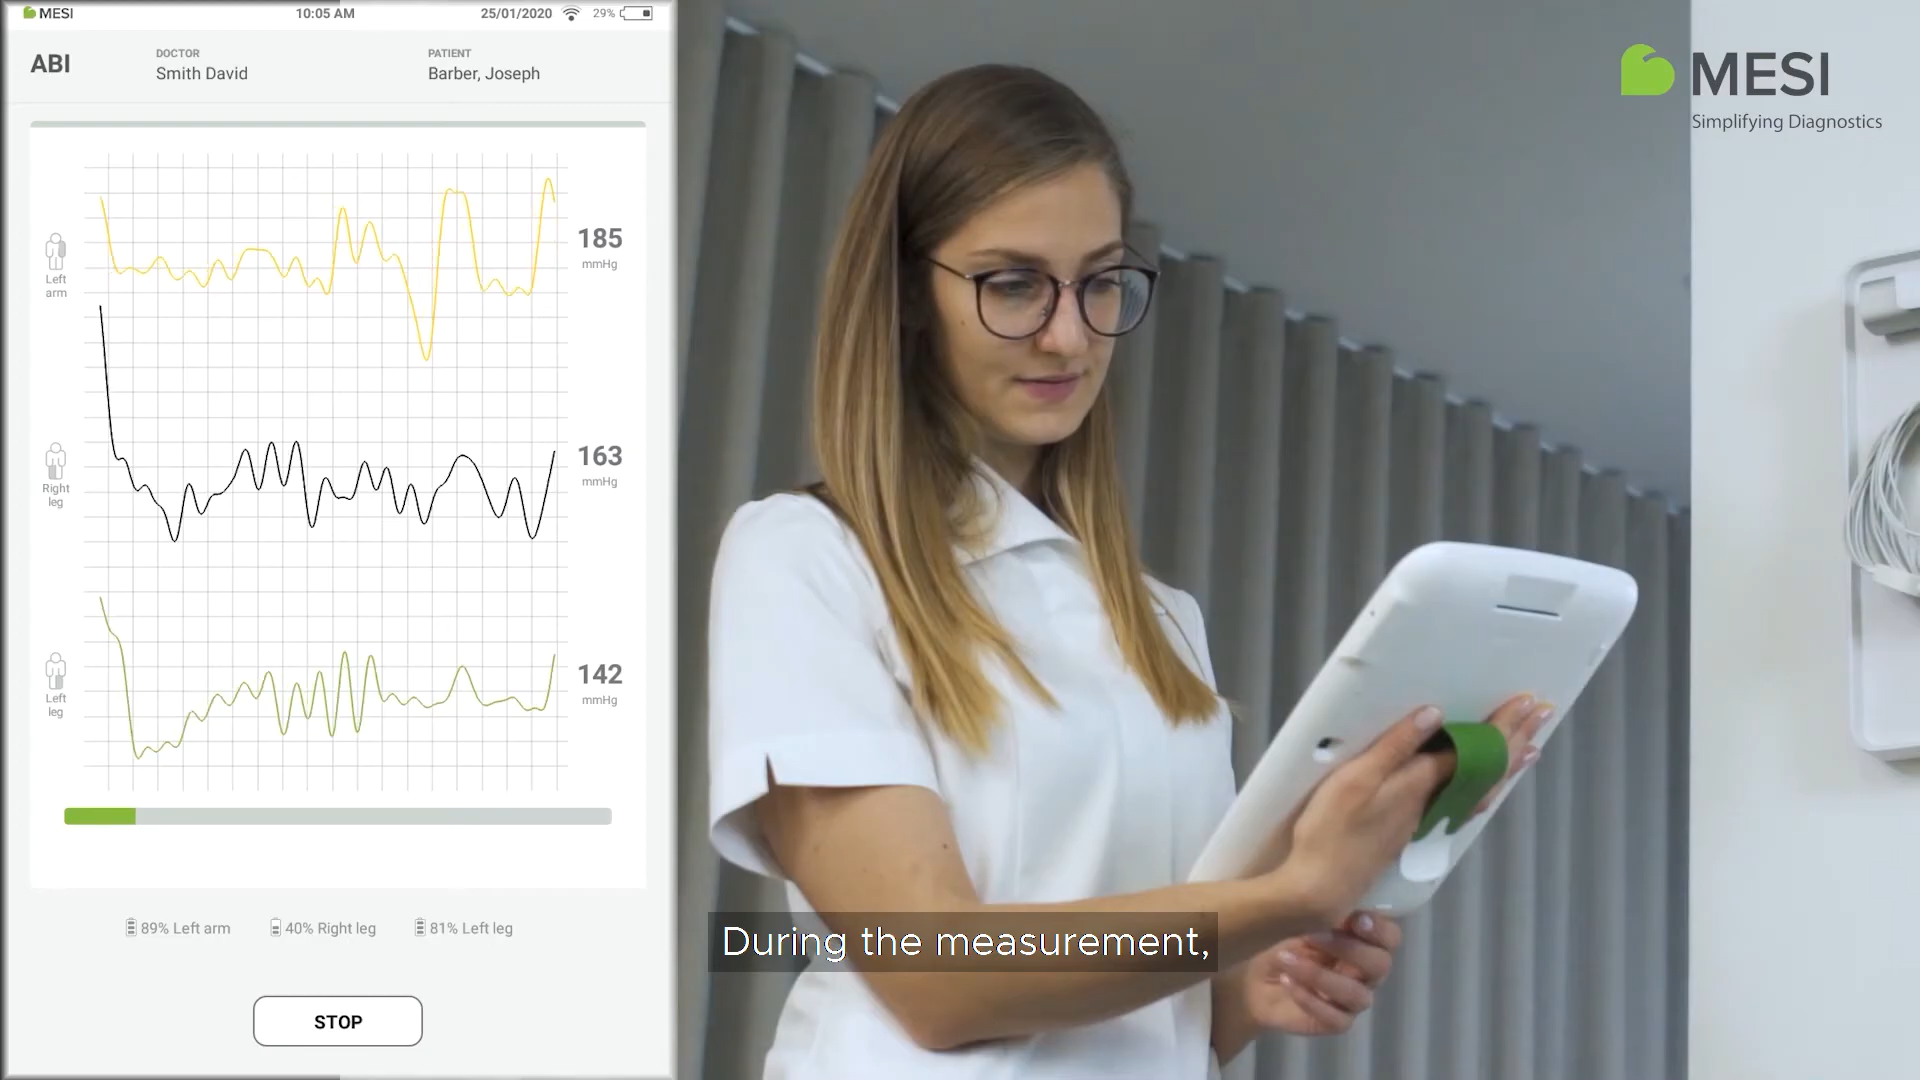 MESI
10:05 AM
25/01/2020
29%
ABI
DOCTOR
Smith David
PATIENT
Barber, Joseph
185
mmHg
Left
arm
163
mmHg
Right
leg
142
mmHg
Left
leg
89% Left arm
40% Right leg
81% Left leg
STOP
MESI
Simplifying Diagnostics
During the measurement,